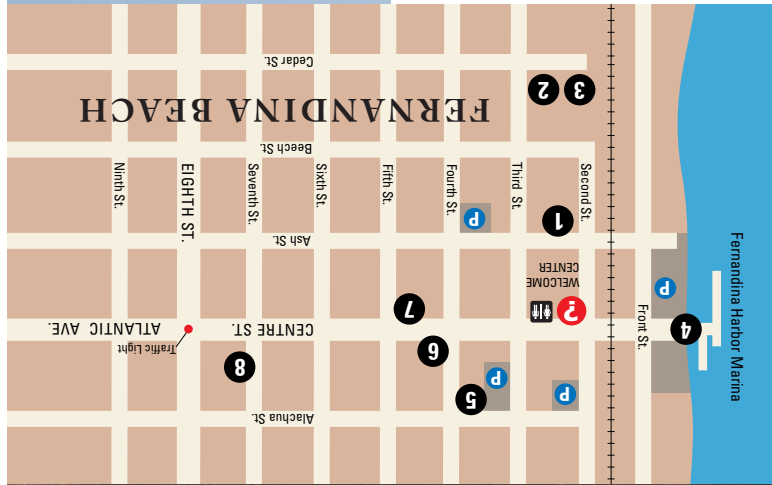 Alachua St.
5
P
P
8
6
Traffic Light
Fernandina Harbor Marina
4
Front St.
CENTRE ST.
ATLANTIC AVE.
?
7
P
WELCOME
CENTER
Ash St.
1
P
Second St.
Third St.
Fourth St.
Fifth St.
Sixth St.
Seventh St.
EIGHTH ST.
Ninth St.
Beech St.
FERNANDINA BEACH
3
2
Cedar St.